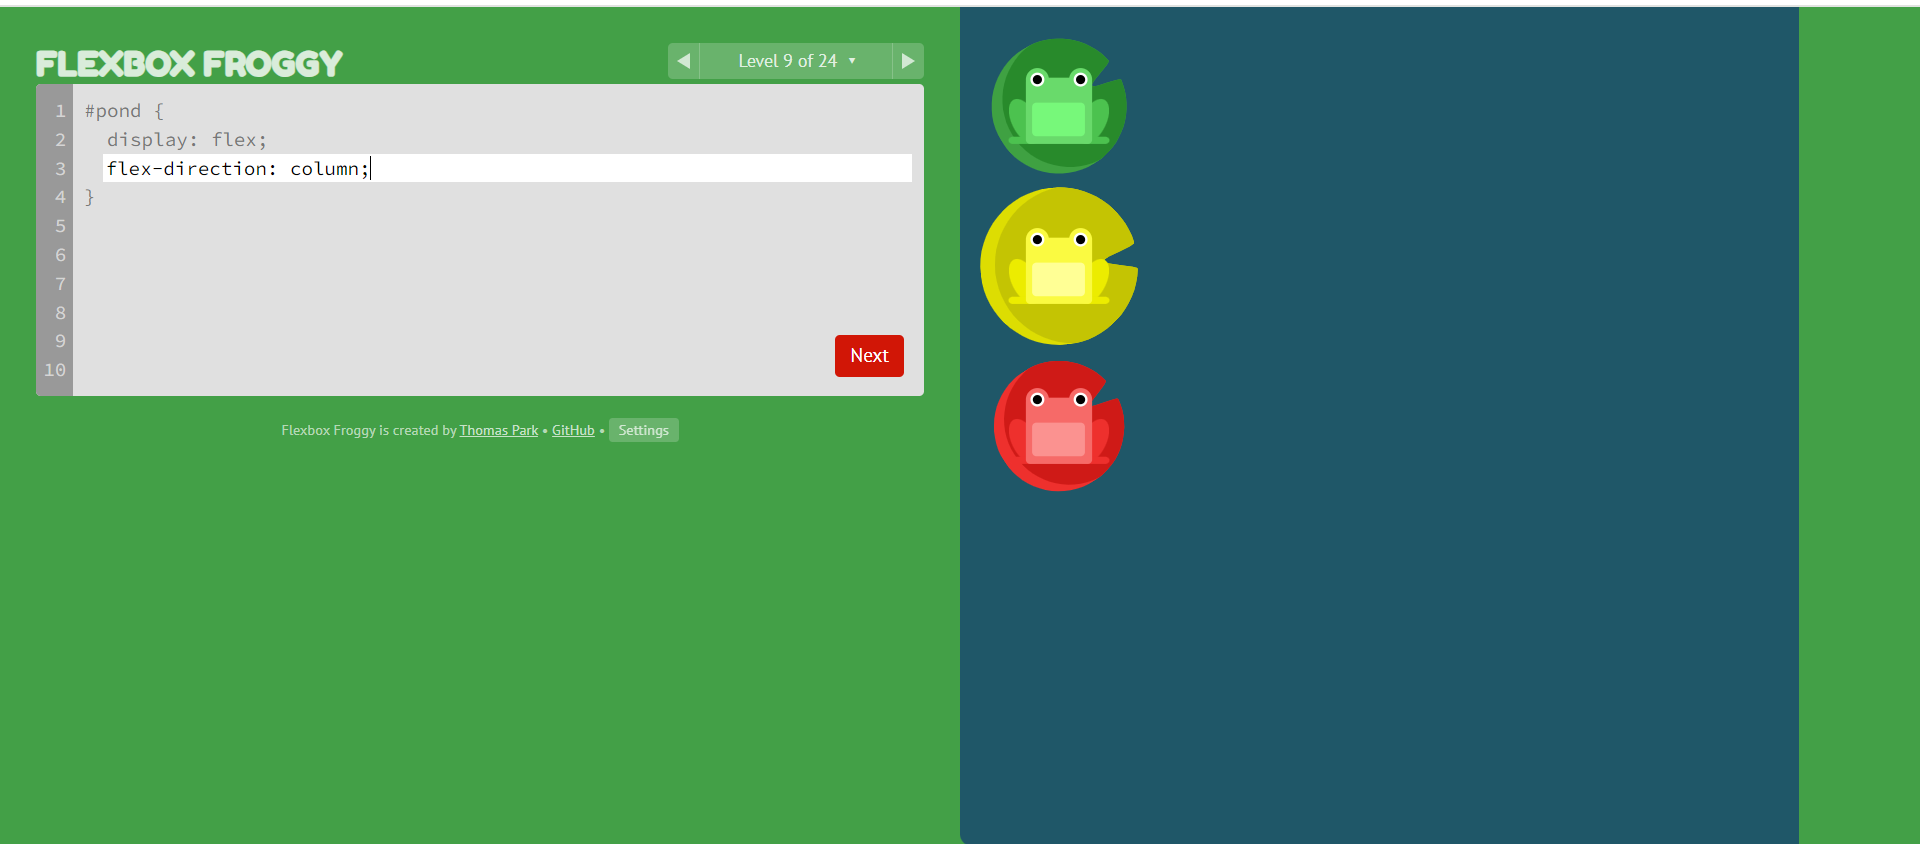 FLEXBOX FROGGY
Level 9 of 24 ▼
1 #pond {
2   display: flex;
3   flex-direction: column;
4 }
5
6
7
8
9
10
Next
Flexbox Froggy is created by Thomas Park • GitHub • Settings